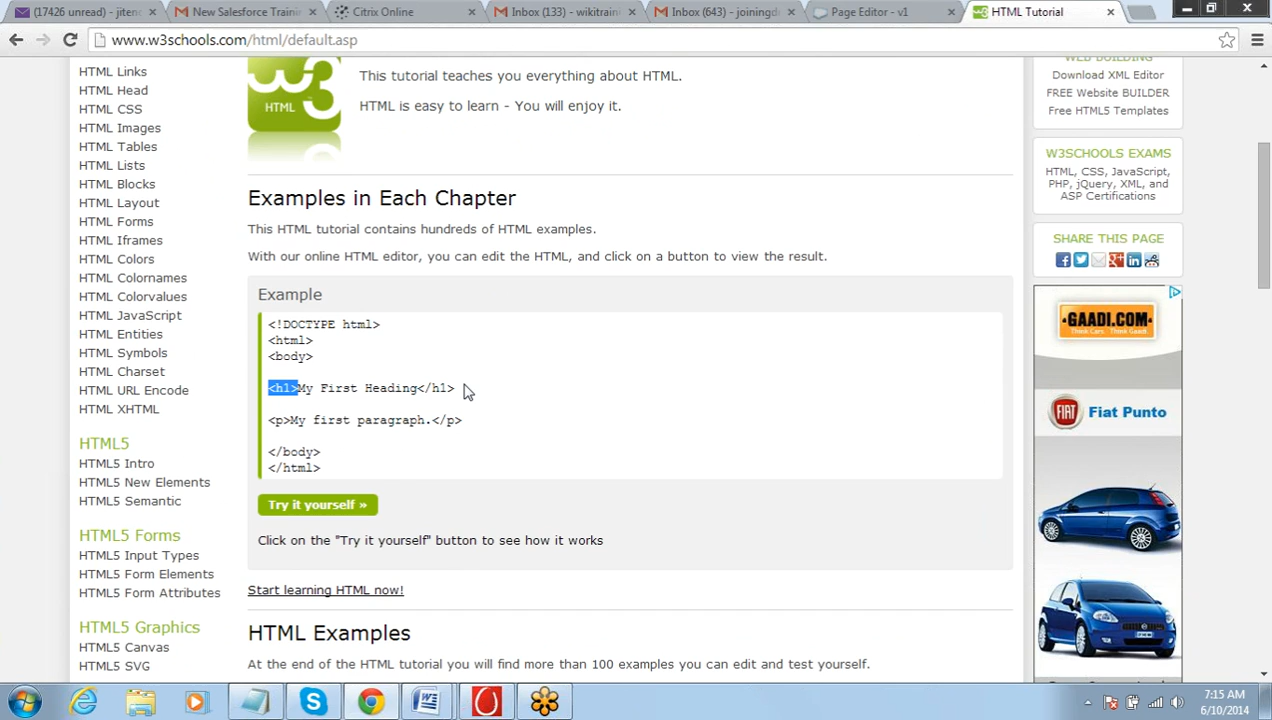 (17426 unread) - jiten
New Salesforce Traini
Citrix Online
Inbox (133) - wikitrain
Inbox (643) - joiningd
Page Editor - v1
HTML Tutorial
www.w3schools.com/html/default.asp
HTML Links
HTML Head
HTML CSS
HTML Images
HTML Tables
HTML Lists
HTML Blocks
HTML Layout
HTML Forms
HTML Iframes
HTML Colors
HTML Colornames
HTML Colorvalues
HTML JavaScript
HTML Entities
HTML Symbols
HTML Charset
HTML URL Encode
HTML XHTML
HTML5
HTML5 Intro
HTML5 New Elements
HTML5 Semantic
HTML5 Forms
HTML5 Input Types
HTML5 Form Elements
HTML5 Form Attributes
HTML5 Graphics
HTML5 Canvas
HTML5 SVG
w3
HTML
This tutorial teaches you everything about HTML.
HTML is easy to learn - You will enjoy it.
Examples in Each Chapter
This HTML tutorial contains hundreds of HTML examples.
With our online HTML editor, you can edit the HTML, and click on a button to view the result.
Example
<!DOCTYPE html>
<html>
<body>
<h1>My First Heading</h1>
<p>My first paragraph.</p>
</body>
</html>
Try it yourself »
Click on the "Try it yourself" button to see how it works
Start learning HTML now!
HTML Examples
At the end of the HTML tutorial you will find more than 100 examples you can edit and test yourself.
WEB BUILDING
Download XML Editor
FREE Website BUILDER
Free HTML5 Templates
W3SCHOOLS EXAMS
HTML, CSS, JavaScript,
PHP, jQuery, XML, and
ASP Certifications
SHARE THIS PAGE
GAADI.COM
Think Cars. Think Gaadi.
FIAT
Fiat Punto
7:15 AM
6/10/2014